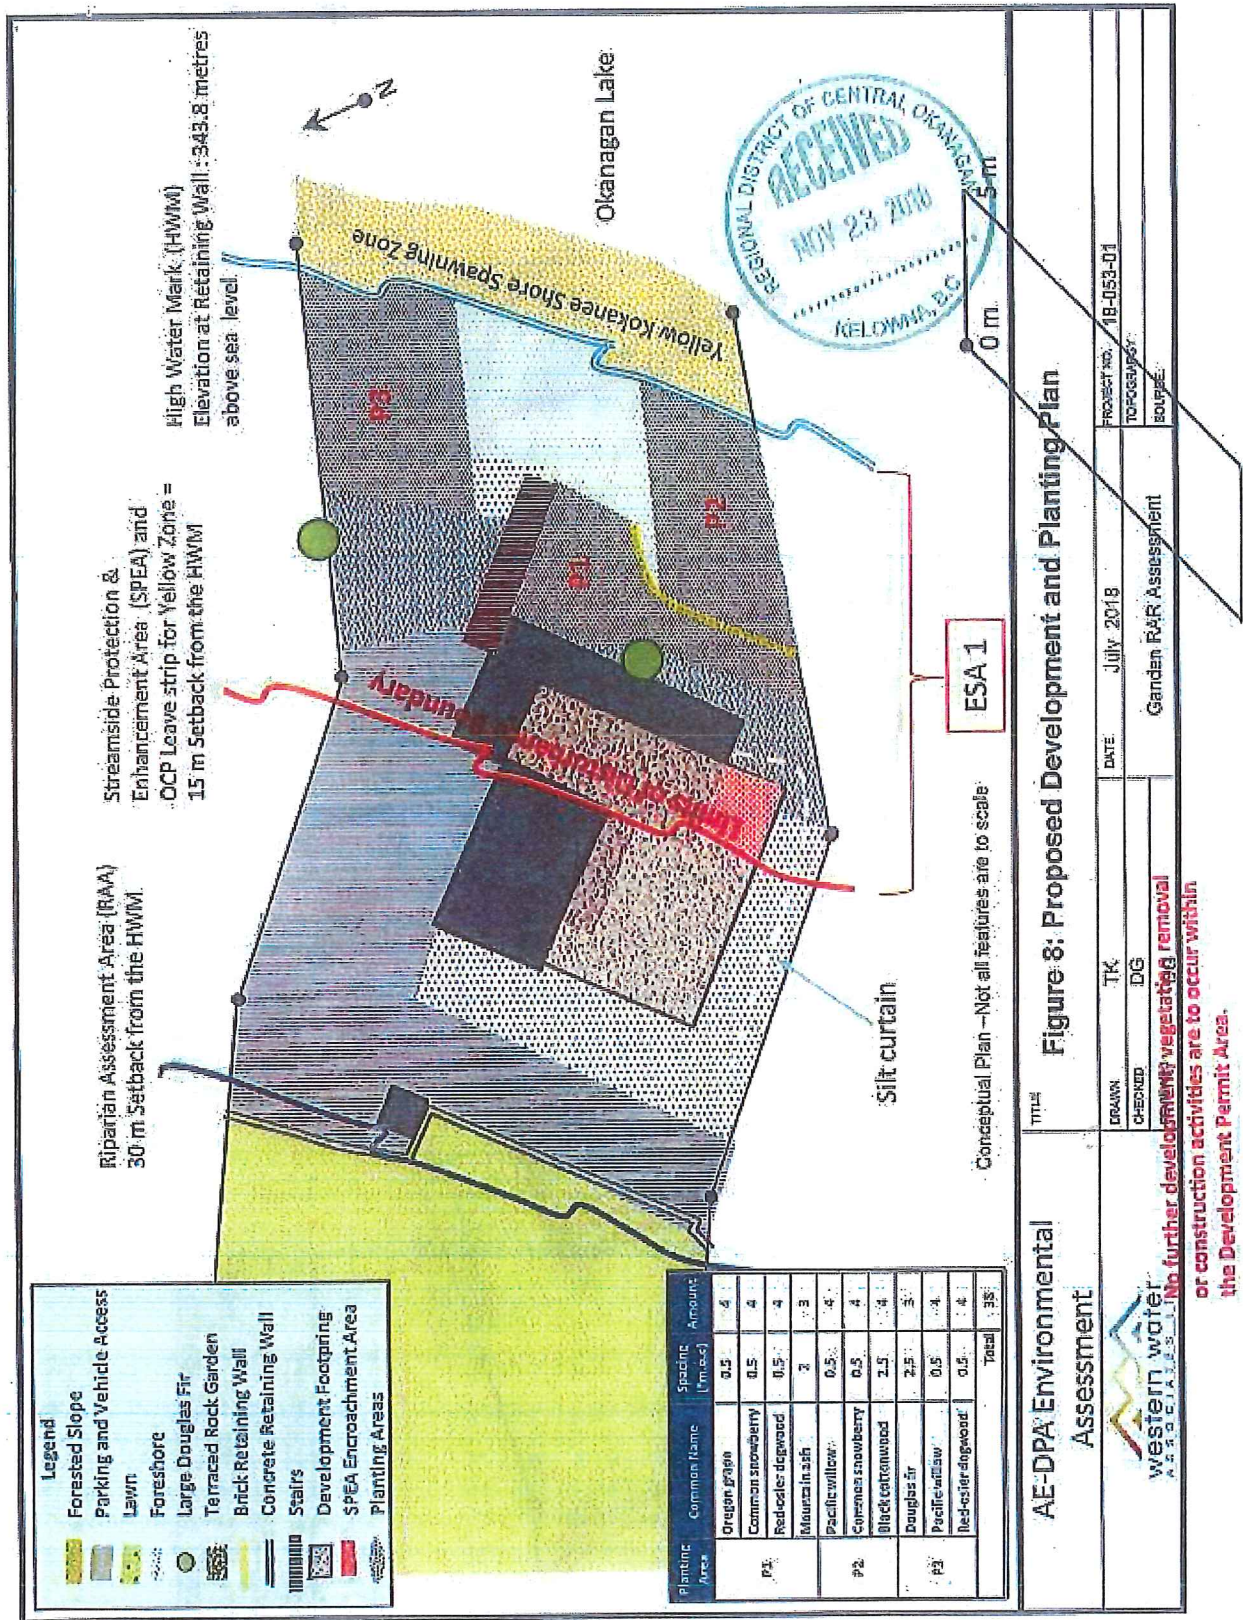 Legend
Forested Slope
Parking and Vehicle Access
Lawn
Foreshore
Large Douglas Fir
Terraced Rock Garden
Brick Retaining Wall
Concrete Retaining Wall
Stairs
Development Footpring
SPEA Encroachment Area
Planting Areas
Riparian Assessment Area (RAA)
30 m Setback from the HWM
Streamside Protection &
Enhancement Area (SPEA) and
OCP Leave strip for Yellow Zone =
15 m Setback from the HWM
High Water Mark (HWM)
Elevation at Retaining Wall: 343.8 metres
above sea level
N
Okanagan Lake
Yellow Kokanee Shore Spawning Zone
P3
P1
P2
Limits of Disturban Boundary
Silt curtain
ESA 1
Conceptual Plan – Not all features are to scale
0 m
5 m
REGIONAL DISTRICT OF CENTRAL OKANAGAN
RECEIVED
NOV 23 2018
KELOWNA, B.C
Planting Area Common Name Spacing (*m o.c) Amount
P1 Oregon grape 0.5 4
Common snowberry 0.5 4
Red-osier dogwood 0.5 4
Mountain ash 2 3
P2 Pacific willow 0.5 4
Common snowberry 0.5 4
Black cottonwood 2.5 4
P3 Douglas fir 2.5 3
Pacific willow 0.5 4
Red-osier dogwood 0.5 4
Total 38
AE-DPA Environmental
Assessment
western water
ASSOCIATES
TITLE
Figure 8: Proposed Development and Planting Plan
DRAWN TK
CHECKED DG
DATE July 2018
PROJECT NO. 18-053-01
TOPOGRAPHY
SOURCE
Ganden RAR Assessment
No further development, vegetation removal
or construction activities are to occur within
the Development Permit Area.